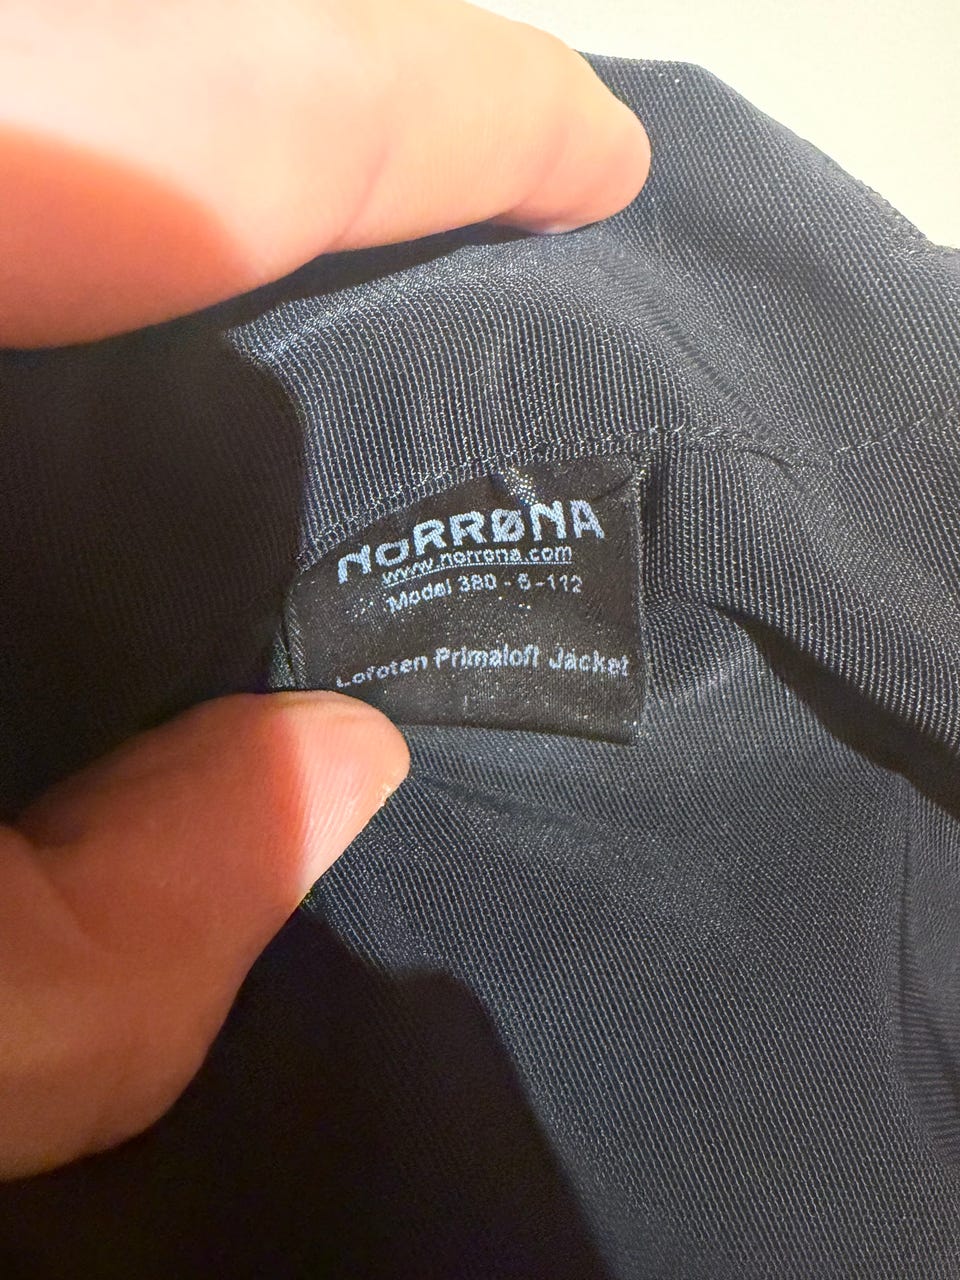 NORRØNA
www.norrona.com
Model 380 - 5 -112
Lofoten Primaloft Jacket